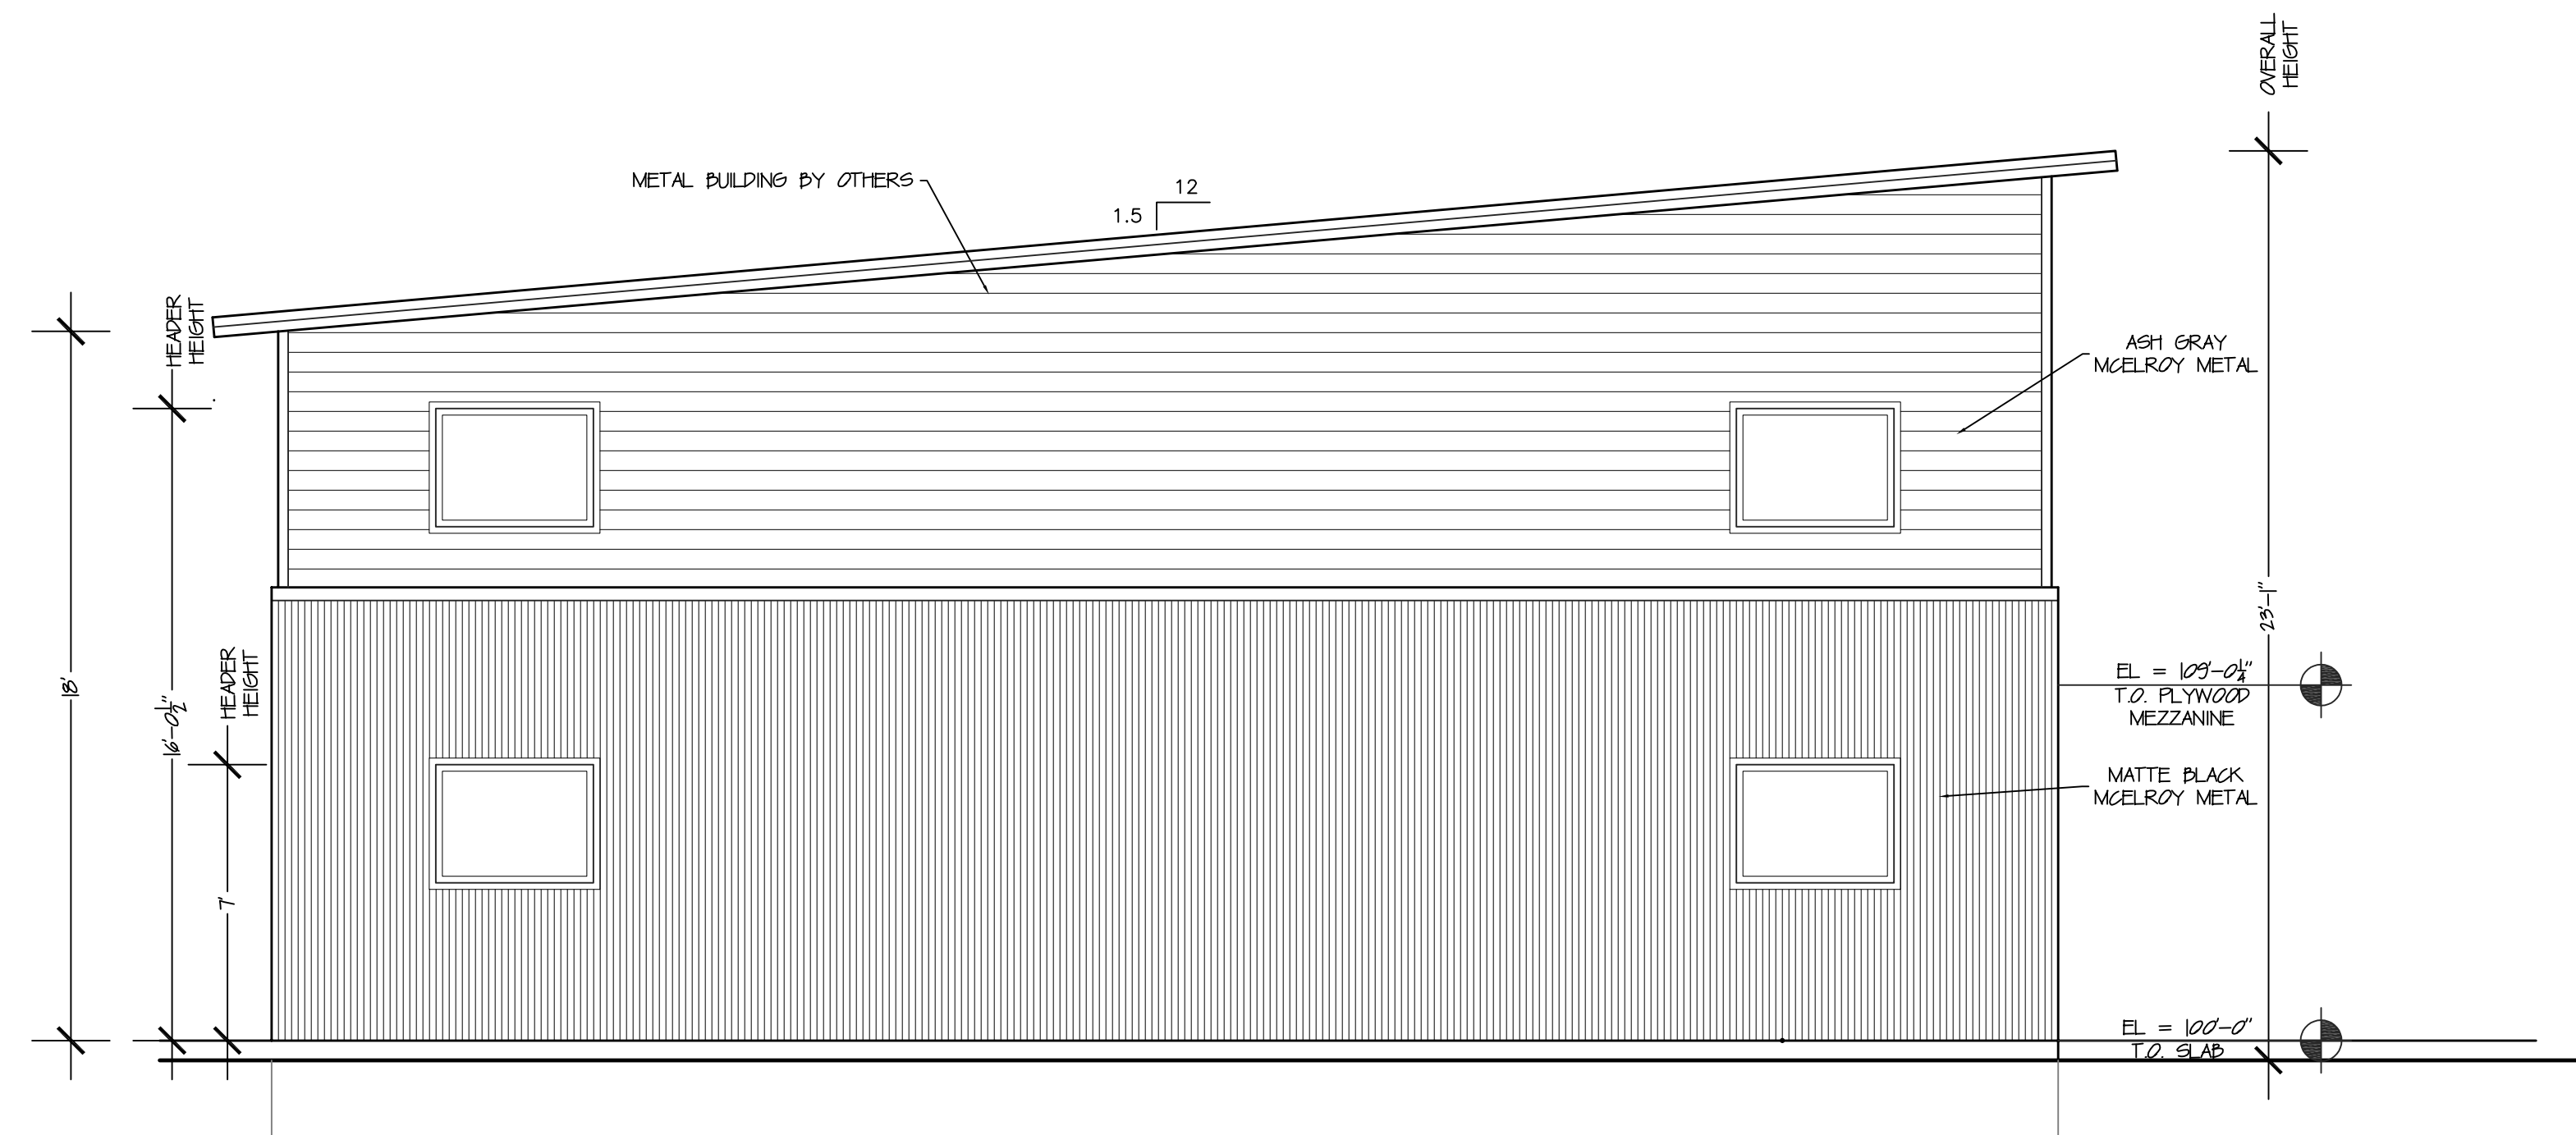 OVERALL
HEIGHT
METAL BUILDING BY OTHERS
12
1.5
HEADER
HEIGHT
ASH GRAY
MCELROY METAL
18'
16'-0½"
HEADER
HEIGHT
7'
23'-1"
EL = 109'-0¼"
T.O. PLYWOOD
MEZZANINE
MATTE BLACK
MCELROY METAL
EL = 100'-0"
T.O. SLAB